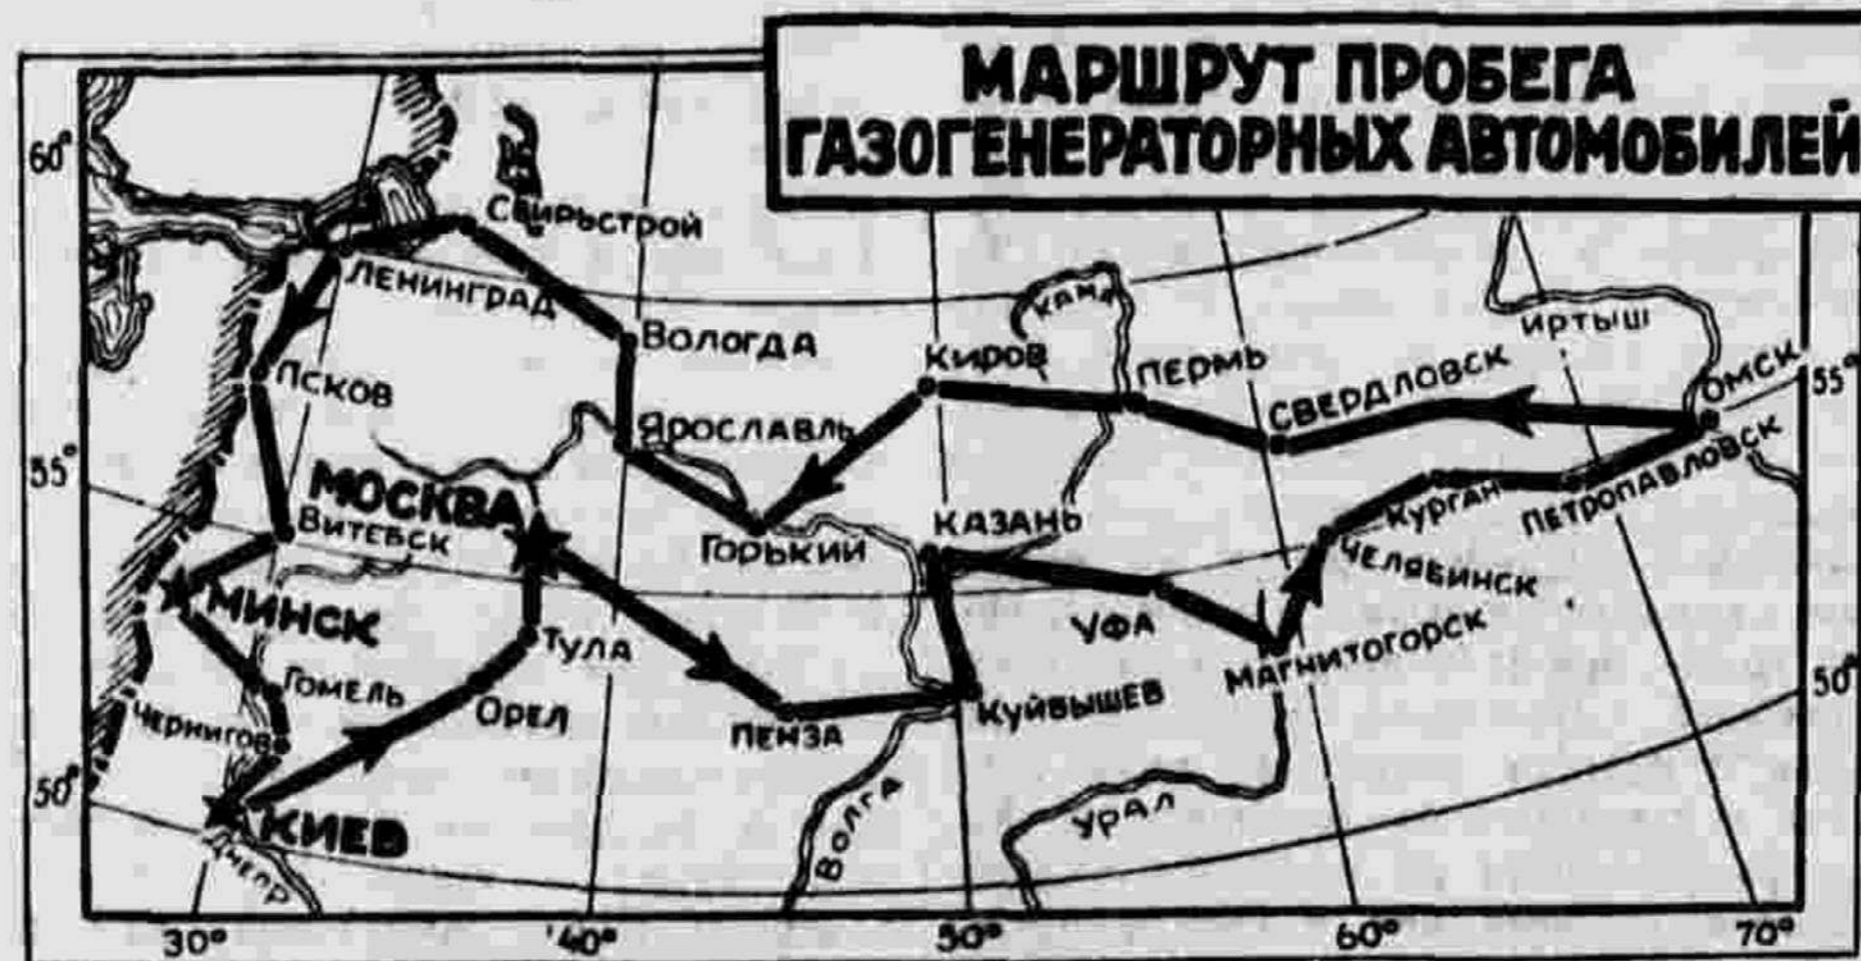 МАРШРУТ ПРОБЕГА
ГАЗОГЕНЕРАТОРНЫХ АВТОМОБИЛЕЙ
60°
СВИРЬСТРОЙ
ЛЕНИНГРАД
КАМА
ИРТЫШ
ВОЛОГДА
КИРОВ
ПЕРМЬ
СВЕРДЛОВСК
ОМСК
55°
ПСКОВ
ЯРОСЛАВЛЬ
ПЕТРОПАВЛОВСК
55°
МОСКВА
КУРГАН
ВИТЕБСК
ГОРЬКИЙ
КАЗАНЬ
ЧЕЛЯБИНСК
МИНСК
ТУЛА
УФА
МАГНИТОГОРСК
50°
ГОМЕЛЬ
ОРЕЛ
КУЙБЫШЕВ
ЧЕРНИГОВ
ПЕНЗА
50°
КИЕВ
ВОЛГА
УРАЛ
ДНЕПР
30°
40°
50°
60°
70°